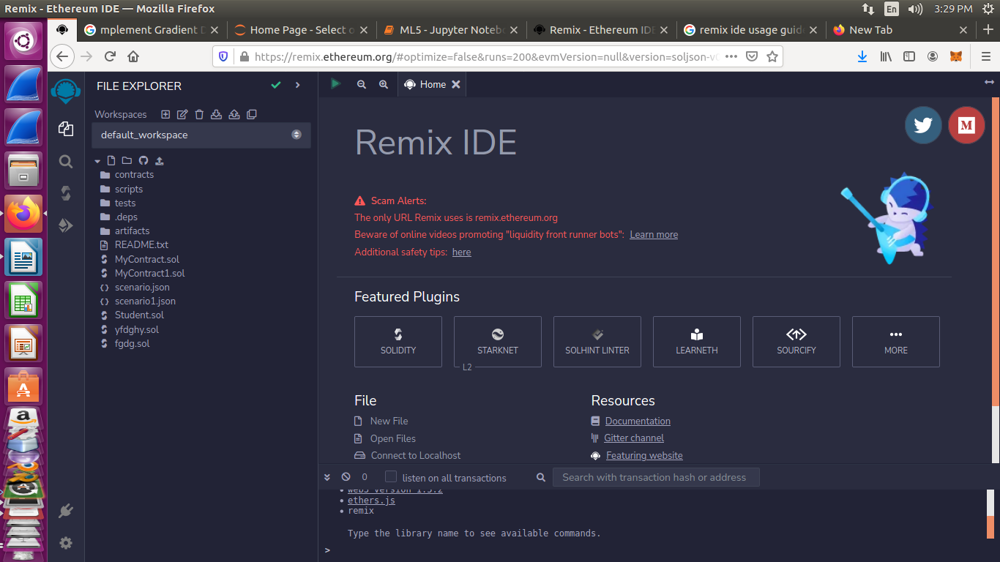 Remix - Ethereum IDE — Mozilla Firefox
En
3:29 PM
mplement Gradient D
Home Page - Select o
ML5 - Jupyter Noteb
Remix - Ethereum IDE
remix ide usage guid
New Tab
https://remix.ethereum.org/#optimize=false&runs=200&evmVersion=null&version=soljson-v0
FILE EXPLORER
Home
Workspaces
default_workspace
contracts
scripts
tests
.deps
artifacts
README.txt
MyContract.sol
MyContract1.sol
scenario.json
scenario1.json
Student.sol
yfdghy.sol
fgdg.sol
Remix IDE
Scam Alerts:
The only URL Remix uses is remix.ethereum.org
Beware of online videos promoting "liquidity front runner bots": Learn more
Additional safety tips: here
Featured Plugins
SOLIDITY
STARKNET
L2
SOLHINT LINTER
LEARNETH
SOURCIFY
MORE
File
New File
Open Files
Connect to Localhost
Resources
Documentation
Gitter channel
Featuring website
0
listen on all transactions
Search with transaction hash or address
• web3 version 1.5.2
• ethers.js
• remix
Type the library name to see available commands.
>